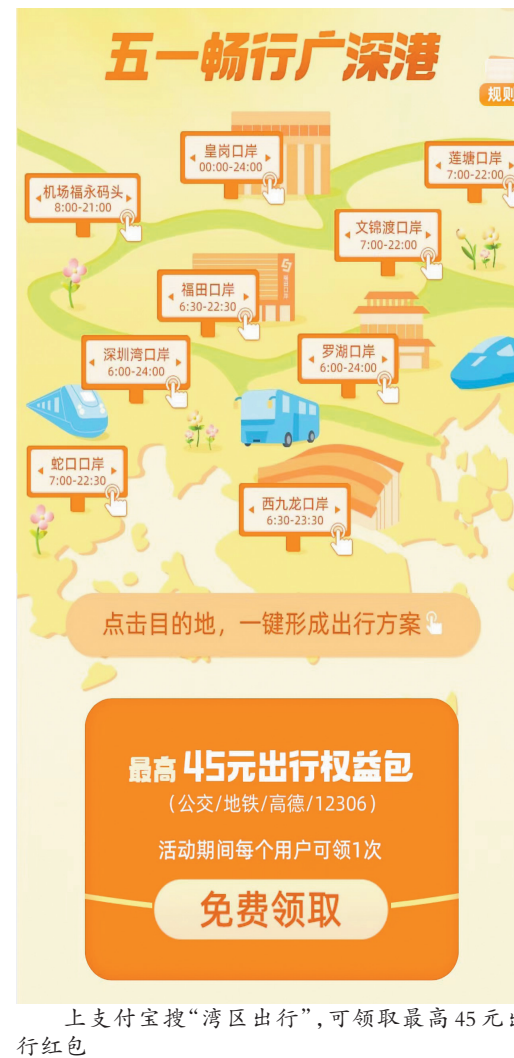 五一畅行广深港
规则
皇岗口岸
00:00-24:00
莲塘口岸
7:00-22:00
机场福永码头
8:00-21:00
文锦渡口岸
7:00-22:00
福田口岸
6:30-22:30
深圳湾口岸
6:00-24:00
罗湖口岸
6:00-24:00
蛇口口岸
7:00-22:30
西九龙口岸
6:30-23:30
点击目的地，一键形成出行方案
最高45元出行权益包
(公交/地铁/高德/12306)
活动期间每个用户可领1次
免费领取
上支付宝搜“湾区出行”,可领取最高45元出
行红包